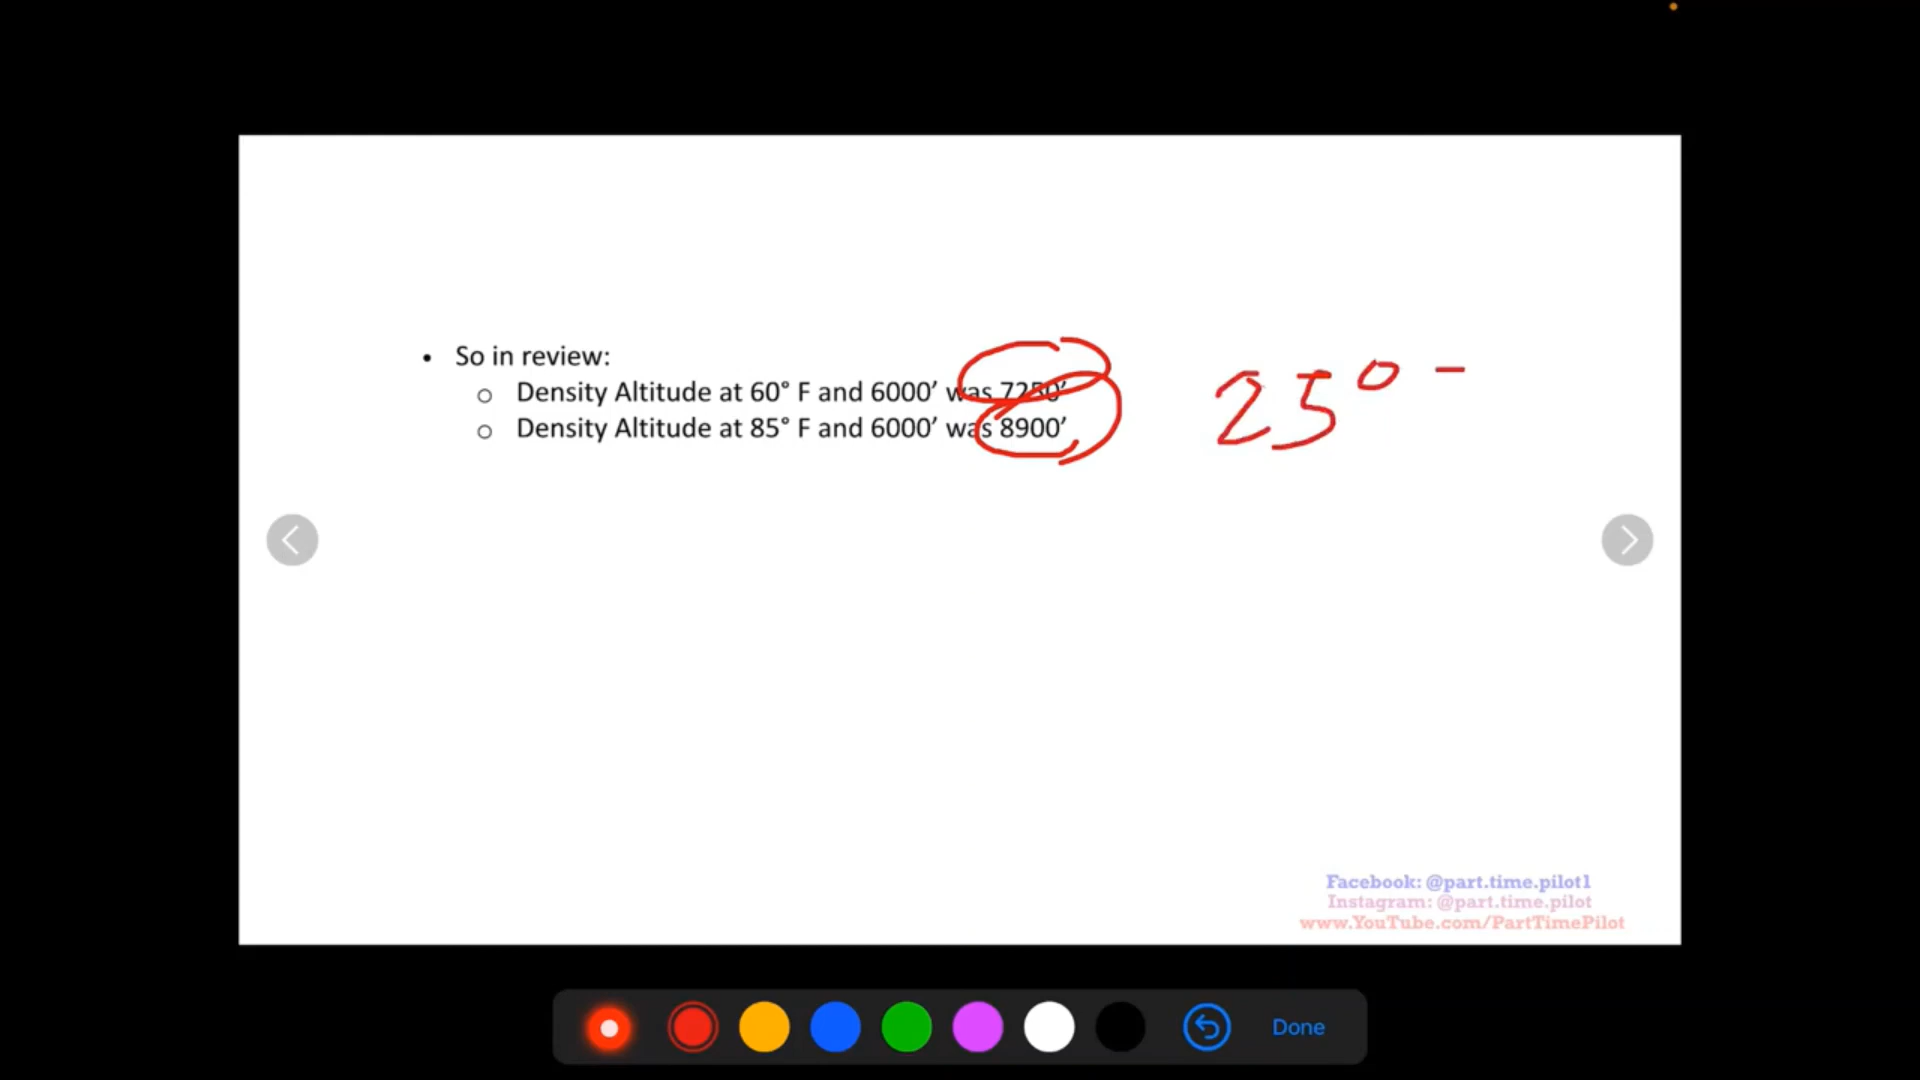 • So in review:
o Density Altitude at 60° F and 6000’ was 7250’
o Density Altitude at 85° F and 6000’ was 8900’
25° -
Facebook: @part.time.pilot1
Instagram: @part.time.pilot
www.YouTube.com/PartTimePilot
Done